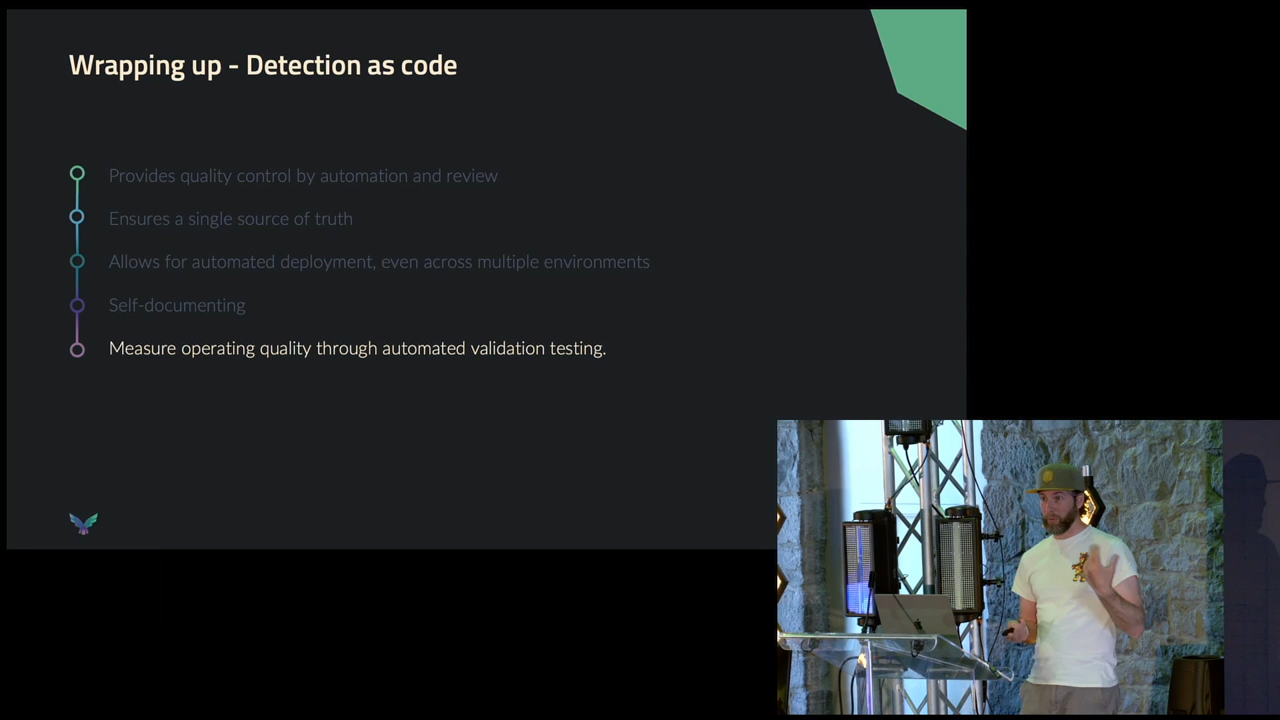 Wrapping up - Detection as code
Provides quality control by automation and review
Ensures a single source of truth
Allows for automated deployment, even across multiple environments
Self-documenting
Measure operating quality through automated validation testing.